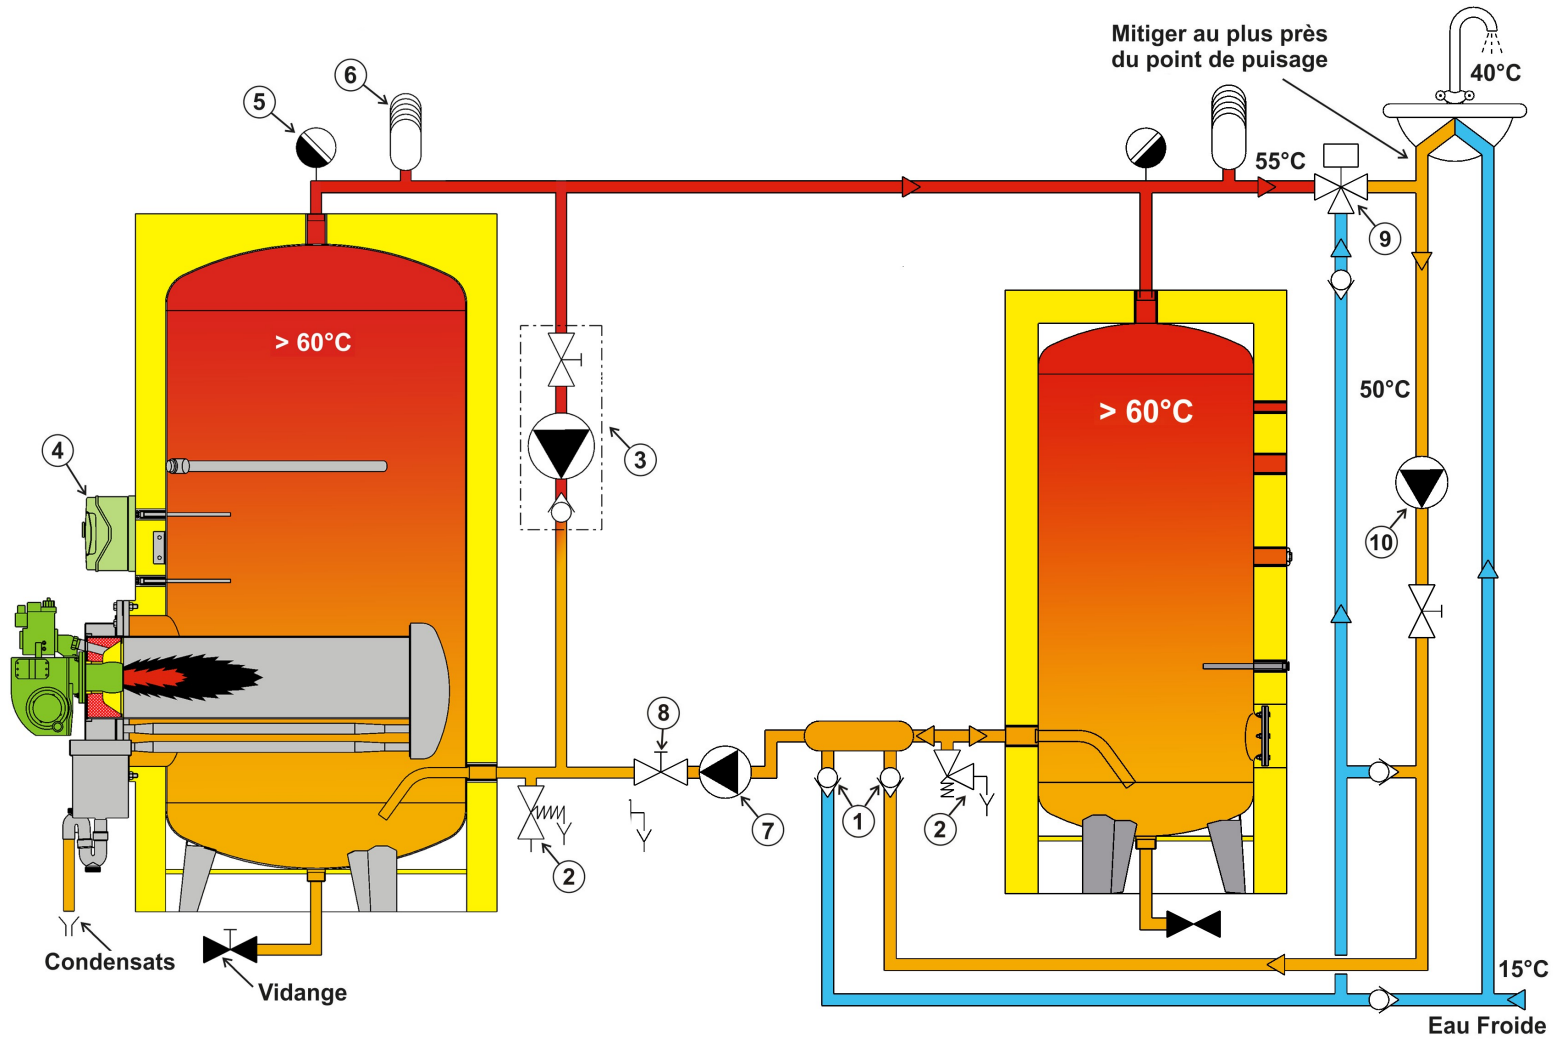 Mitiger au plus près
du point de puisage
40°C
6
5
55°C
9
> 60°C
50°C
> 60°C
4
3
10
8
7
1
2
2
Condensats
Vidange
15°C
Eau Froide